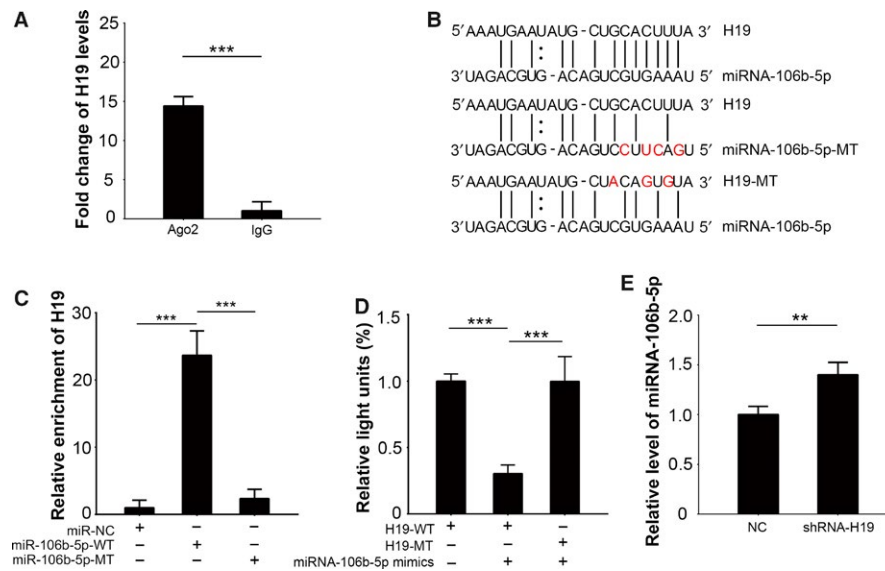 A
Fold change of H19 levels
25
20
15
10
5
0
***
Ago2
IgG
B
5′AAAUGAAUAUG-CUGCACUUUA 3′ H19
3′UAGACGUG-ACAGUCGUGAAAU 5′ miRNA-106b-5p
AAAUGAAUAUG-CUGCACUUUA H19
3′UAGACGUG-ACAGUCCUUCAGU 5′ miRNA-106b-5p-MT
5′AAAUGAAUAUG-CUACAGUGUA 3′ H19-MT
3′UAGACGUG-ACAGUCGUGAAAU 5′ miRNA-106b-5p
C
Relative enrichment of H19
30
20
10
0
***
***
miR-NC + – –
miR-106b-5p-WT – + –
miR-106b-5p-MT – – +
D
Relative light units (%)
1.5
1.0
0.5
0
***
***
H19-WT + + –
H19-MT – – +
miRNA-106b-5p mimics – + +
E
Relative level of miRNA-106b-5p
2.0
1.5
1.0
1.5
0
**
NC
shRNA-H19